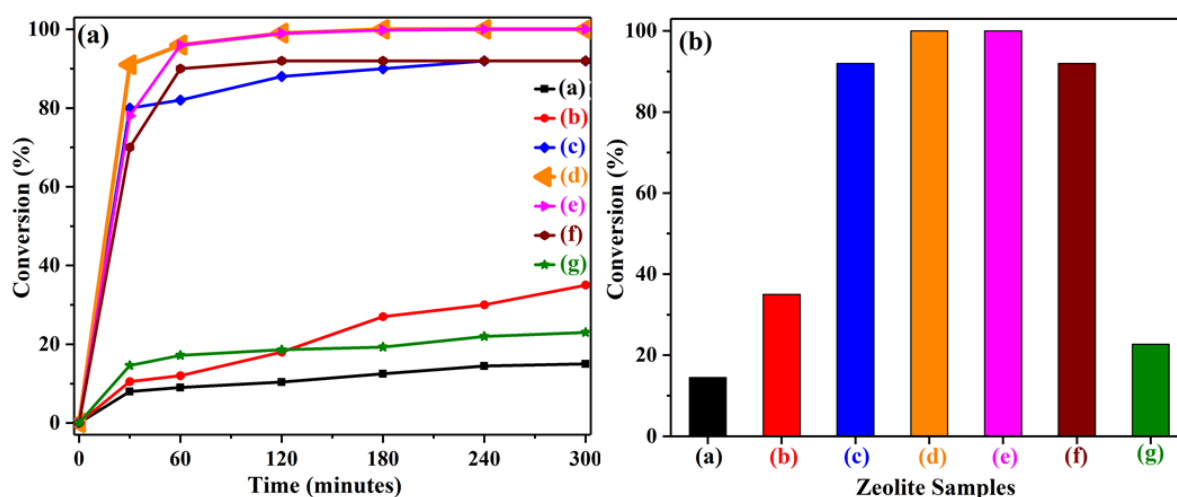 (a)
Conversion (%)
100
80
60
40
20
0
(a)
(b)
(c)
(d)
(e)
(f)
(g)
0 60 120 180 240 300
Time (minutes)
(b)
Conversion (%)
100
80
60
40
20
0
(a) (b) (c) (d) (e) (f) (g)
Zeolite Samples